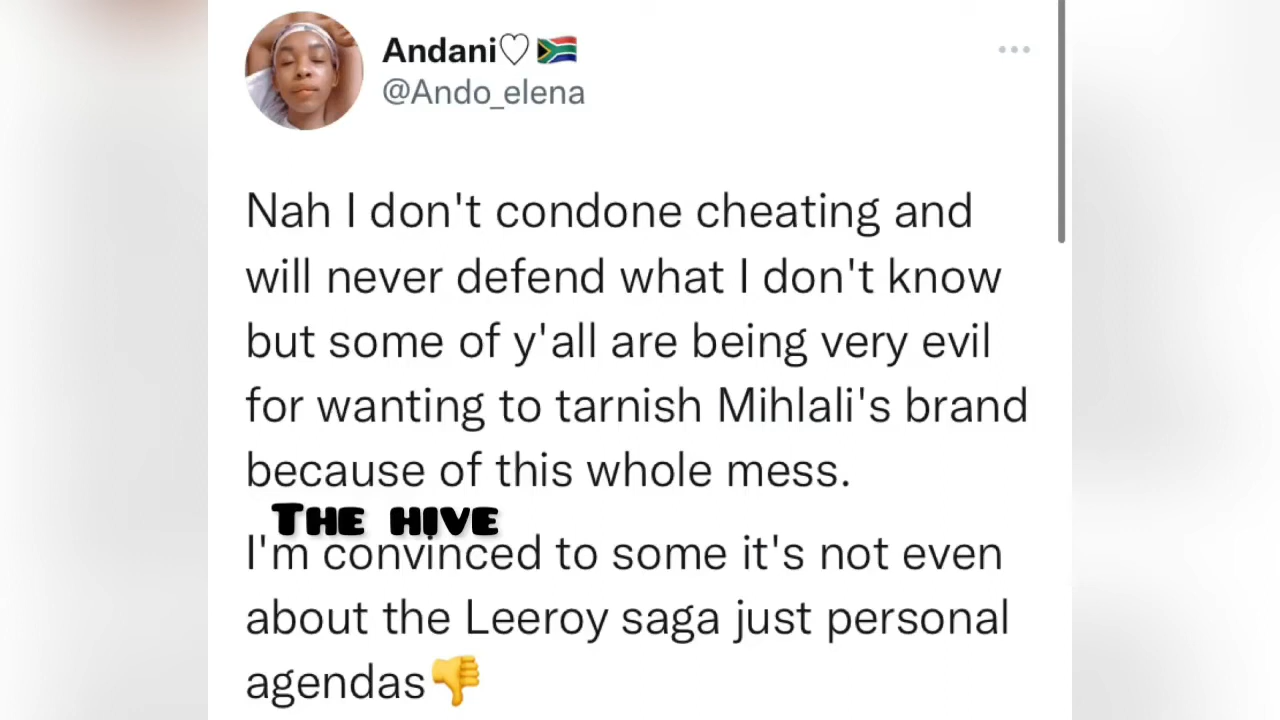 Andani♡🇿🇦
@Ando_elena
Nah I don't condone cheating and
will never defend what I don't know
but some of y'all are being very evil
for wanting to tarnish Mihlali's brand
because of this whole mess.
THE HIVE
I'm convinced to some it's not even
about the Leeroy saga just personal
agendas👎